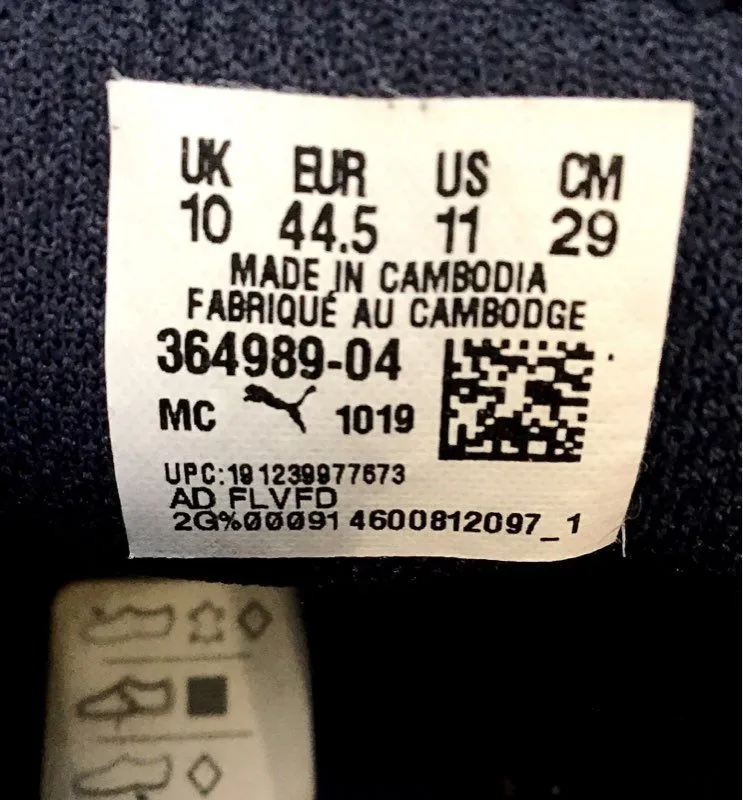 UK EUR US CM
10 44.5 11 29
MADE IN CAMBODIA
FABRIQUÉ AU CAMBODGE
364989-04
MC 1019
UPC:191239977673
AD FLVFD
2G%00091 4600812097_1